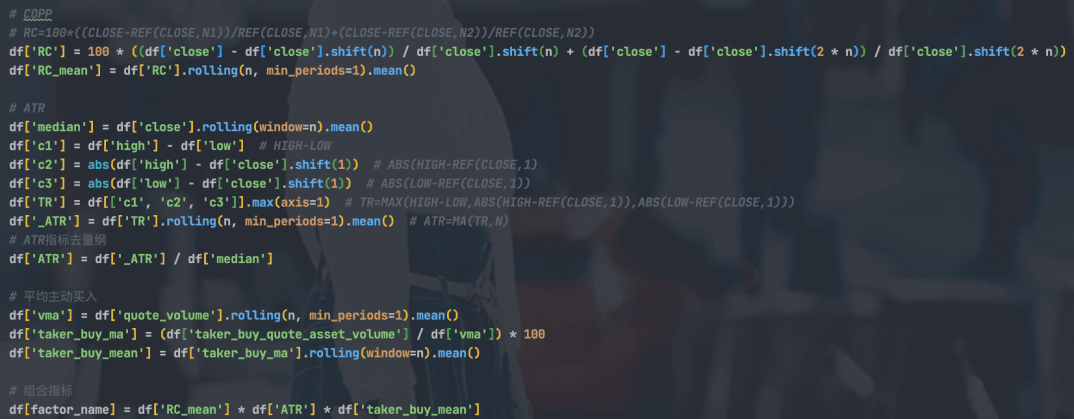 # COPP
# RC=100*((CLOSE-REF(CLOSE,N1))/REF(CLOSE,N1)+(CLOSE-REF(CLOSE,N2))/REF(CLOSE,N2))
df['RC'] = 100 * ((df['close'] - df['close'].shift(n)) / df['close'].shift(n) + (df['close'] - df['close'].shift(2 * n)) / df['close'].shift(2 * n))
df['RC_mean'] = df['RC'].rolling(n, min_periods=1).mean()
# ATR
df['median'] = df['close'].rolling(window=n).mean()
df['c1'] = df['high'] - df['low']  # HIGH-LOW
df['c2'] = abs(df['high'] - df['close'].shift(1))  # ABS(HIGH-REF(CLOSE,1)
df['c3'] = abs(df['low'] - df['close'].shift(1))  # ABS(LOW-REF(CLOSE,1))
df['TR'] = df[['c1', 'c2', 'c3']].max(axis=1)  # TR=MAX(HIGH-LOW,ABS(HIGH-REF(CLOSE,1)),ABS(LOW-REF(CLOSE,1)))
df['_ATR'] = df['TR'].rolling(n, min_periods=1).mean()  # ATR=MA(TR,N)
# ATR指标去量纲
df['ATR'] = df['_ATR'] / df['median']
# 平均主动买入
df['vma'] = df['quote_volume'].rolling(n, min_periods=1).mean()
df['taker_buy_ma'] = (df['taker_buy_quote_asset_volume'] / df['vma']) * 100
df['taker_buy_mean'] = df['taker_buy_ma'].rolling(window=n).mean()
# 组合指标
df[factor_name] = df['RC_mean'] * df['ATR'] * df['taker_buy_mean']